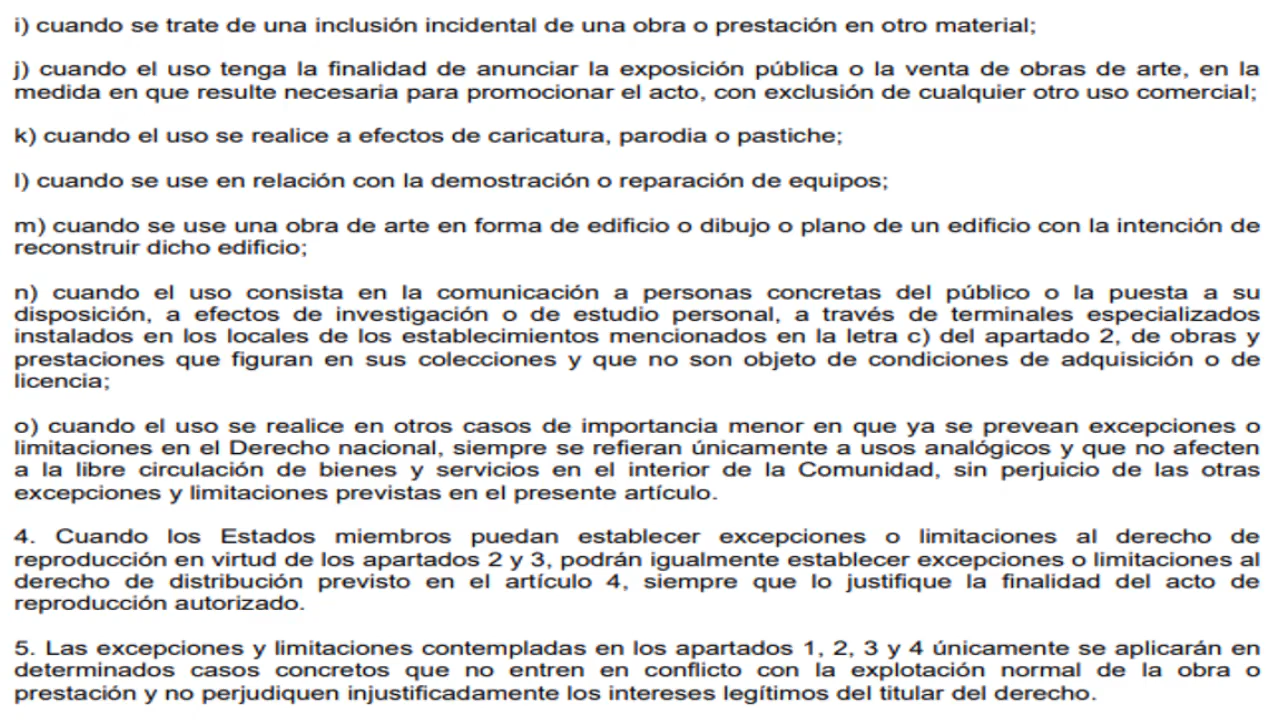 i) cuando se trate de una inclusión incidental de una obra o prestación en otro material;
j) cuando el uso tenga la finalidad de anunciar la exposición pública o la venta de obras de arte, en la
medida en que resulte necesaria para promocionar el acto, con exclusión de cualquier otro uso comercial;
k) cuando el uso se realice a efectos de caricatura, parodia o pastiche;
l) cuando se use en relación con la demostración o reparación de equipos;
m) cuando se use una obra de arte en forma de edificio o dibujo o plano de un edificio con la intención de
reconstruir dicho edificio;
n) cuando el uso consista en la comunicación a personas concretas del público o la puesta a su
disposición, a efectos de investigación o de estudio personal, a través de terminales especializados
instalados en los locales de los establecimientos mencionados en la letra c) del apartado 2, de obras y
prestaciones que figuran en sus colecciones y que no son objeto de condiciones de adquisición o de
licencia;
o) cuando el uso se realice en otros casos de importancia menor en que ya se prevean excepciones o
limitaciones en el Derecho nacional, siempre se refieran únicamente a usos analógicos y que no afecten
a la libre circulación de bienes y servicios en el interior de la Comunidad, sin perjuicio de las otras
excepciones y limitaciones previstas en el presente artículo.
4. Cuando los Estados miembros puedan establecer excepciones o limitaciones al derecho de
reproducción en virtud de los apartados 2 y 3, podrán igualmente establecer excepciones o limitaciones al
derecho de distribución previsto en el artículo 4, siempre que lo justifique la finalidad del acto de
reproducción autorizado.
5. Las excepciones y limitaciones contempladas en los apartados 1, 2, 3 y 4 únicamente se aplicarán en
determinados casos concretos que no entren en conflicto con la explotación normal de la obra o
prestación y no perjudiquen injustificadamente los intereses legítimos del titular del derecho.